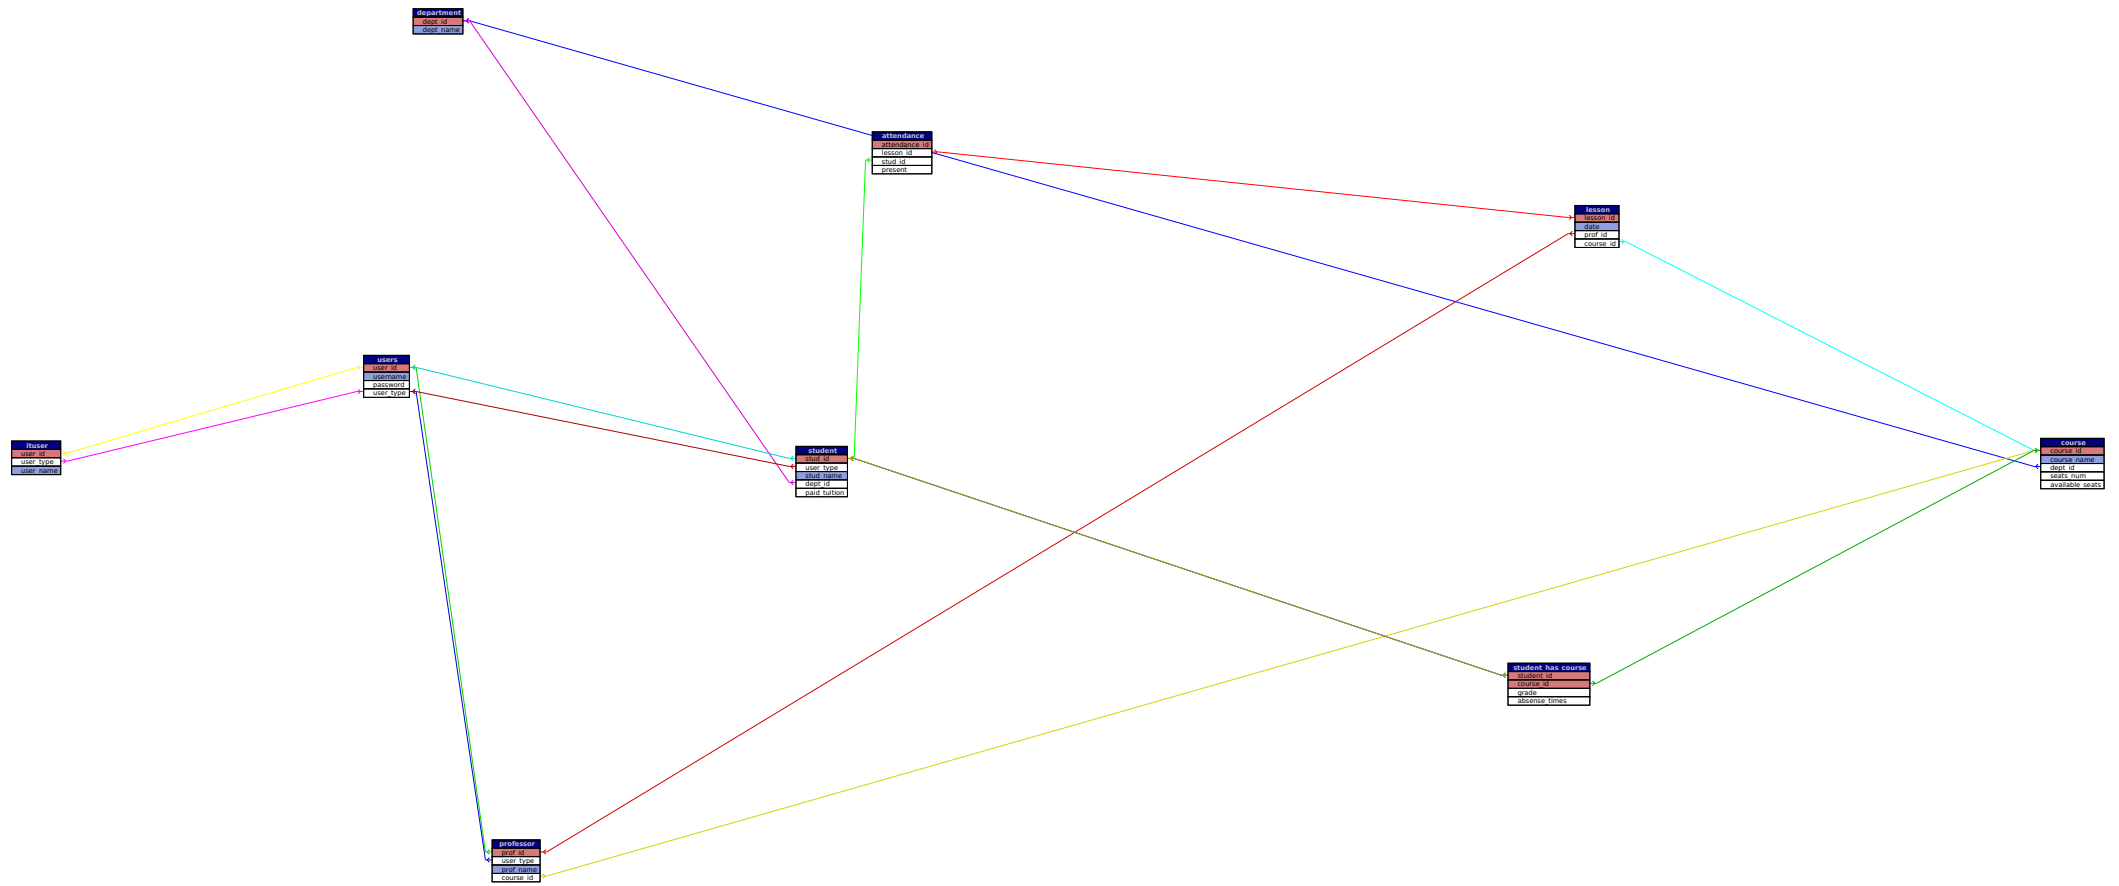 department
dept_id
dept_name
attendance
attendance_id
lesson_id
stud_id
present
lesson
lesson_id
date
prof_id
course_id
users
user_id
username
password
user_type
ituser
user_id
user_type
user_name
student
stud_id
user_type
stud_name
dept_id
paid_tuition
course
course_id
course_name
dept_id
seats_num
available_seats
student_has_course
student_id
course_id
grade
absense_times
professor
prof_id
user_type
prof_name
course_id